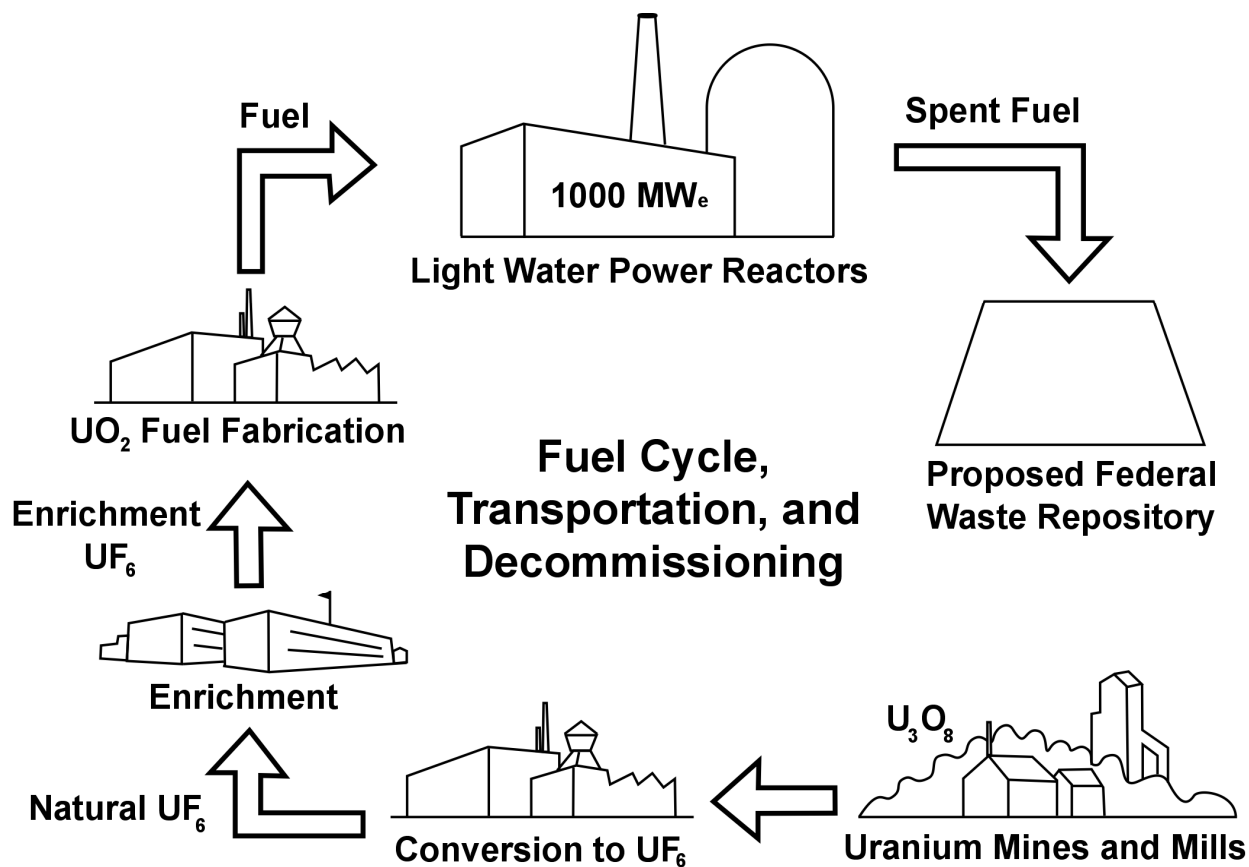 Fuel
Spent Fuel
1000 MWₑ
Light Water Power Reactors
UO₂ Fuel Fabrication
Fuel Cycle,
Transportation, and
Decommissioning
Proposed Federal
Waste Repository
Enrichment
UF₆
Enrichment
U₃O₈
Natural UF₆
Conversion to UF₆
Uranium Mines and Mills